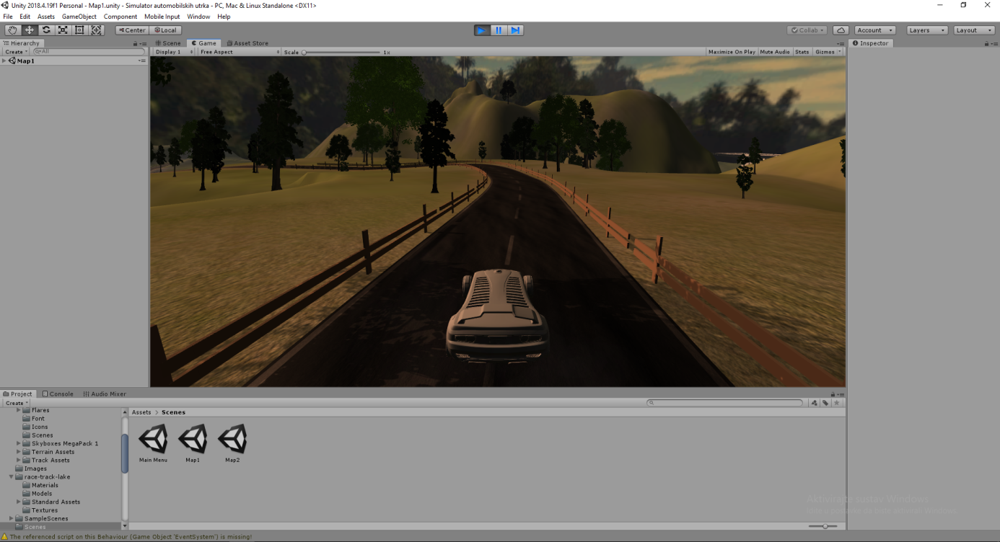 Unity 2018.4.19f1 Personal - Map1.unity - Simulator automobilskih utrka - PC, Mac & Linux Standalone <DX11>
File Edit Assets GameObject Component Mobile Input Window Help
Center Local Collab Account Layers Layout
Hierarchy Scene Game Asset Store Inspector
Create All Display 1 Free Aspect Scale 1x Maximize On Play Mute Audio Stats Gizmos
Map1
Project Console Audio Mixer
Create
Assets > Scenes
Flares
Font
Icons
Scenes
Skyboxes MegaPack 1
Terrain Assets
Track Assets
Images
race-track-lake
Materials
Models
Standard Assets
Textures
SampleScenes
Scenes
Main Menu Map1 Map2
Aktivirajte sustav Windows
The referenced script on this Behaviour (Game Object 'EventSystem') is missing!